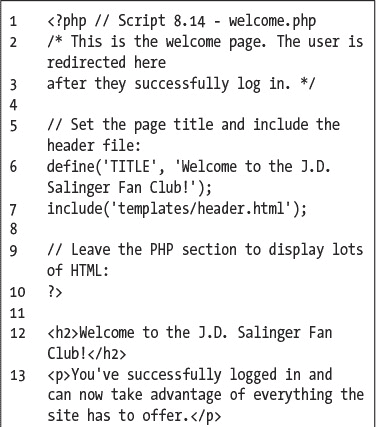 1 <?php // Script 8.14 - welcome.php
2 /* This is the welcome page. The user is
redirected here
3 after they successfully log in. */
4
5 // Set the page title and include the
header file:
6 define('TITLE', 'Welcome to the J.D.
Salinger Fan Club!');
7 include('templates/header.html');
8
9 // Leave the PHP section to display lots
of HTML:
10 ?>
11
12 <h2>Welcome to the J.D. Salinger Fan
Club!</h2>
13 <p>You've successfully logged in and
can now take advantage of everything the
site has to offer.</p>